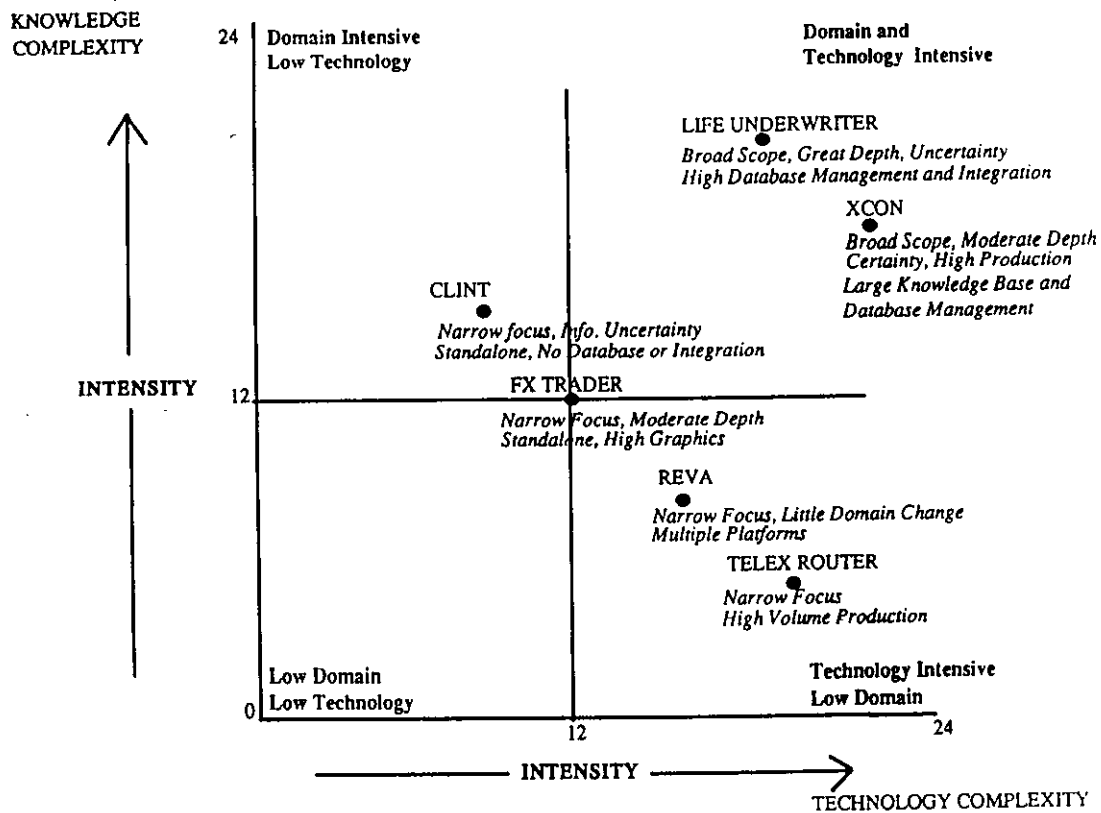 KNOWLEDGE
COMPLEXITY
24
Domain Intensive
Low Technology
Domain and
Technology Intensive
LIFE UNDERWRITER
Broad Scope, Great Depth, Uncertainty
High Database Management and Integration
XCON
Broad Scope, Moderate Depth
Certainty, High Production
Large Knowledge Base and
Database Management
CLINT
Narrow focus, Info. Uncertainty
Standalone, No Database or Integration
INTENSITY
12
FX TRADER
Narrow Focus, Moderate Depth
Standalone, High Graphics
REVA
Narrow Focus, Little Domain Change
Multiple Platforms
TELEX ROUTER
Narrow Focus
High Volume Production
Low Domain
Low Technology
Technology Intensive
Low Domain
0
12
24
INTENSITY
TECHNOLOGY COMPLEXITY